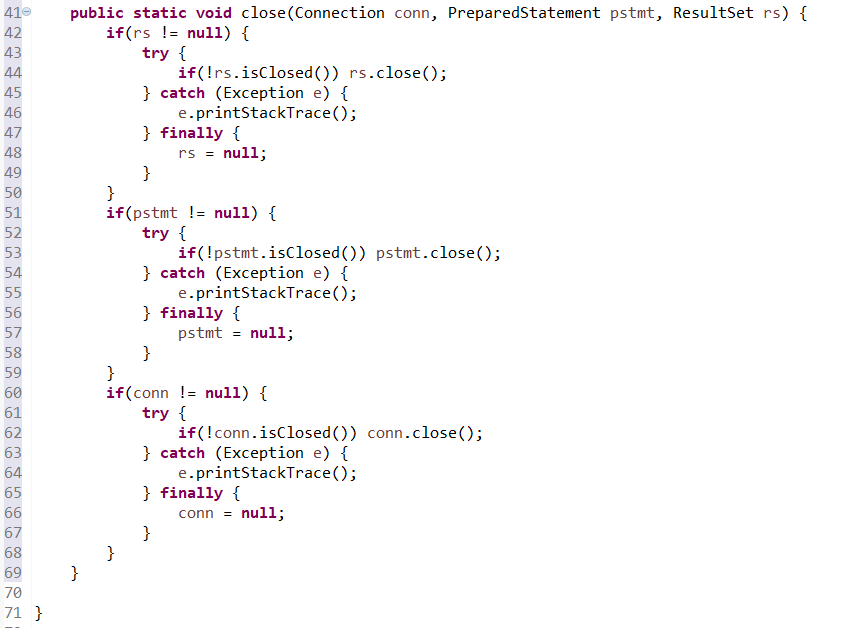 41 public static void close(Connection conn, PreparedStatement pstmt, ResultSet rs) {
42 if(rs != null) {
43 try {
44 if(!rs.isClosed()) rs.close();
45 } catch (Exception e) {
46 e.printStackTrace();
47 } finally {
48 rs = null;
49 }
50 }
51 if(pstmt != null) {
52 try {
53 if(!pstmt.isClosed()) pstmt.close();
54 } catch (Exception e) {
55 e.printStackTrace();
56 } finally {
57 pstmt = null;
58 }
59 }
60 if(conn != null) {
61 try {
62 if(!conn.isClosed()) conn.close();
63 } catch (Exception e) {
64 e.printStackTrace();
65 } finally {
66 conn = null;
67 }
68 }
69 }
70
71 }